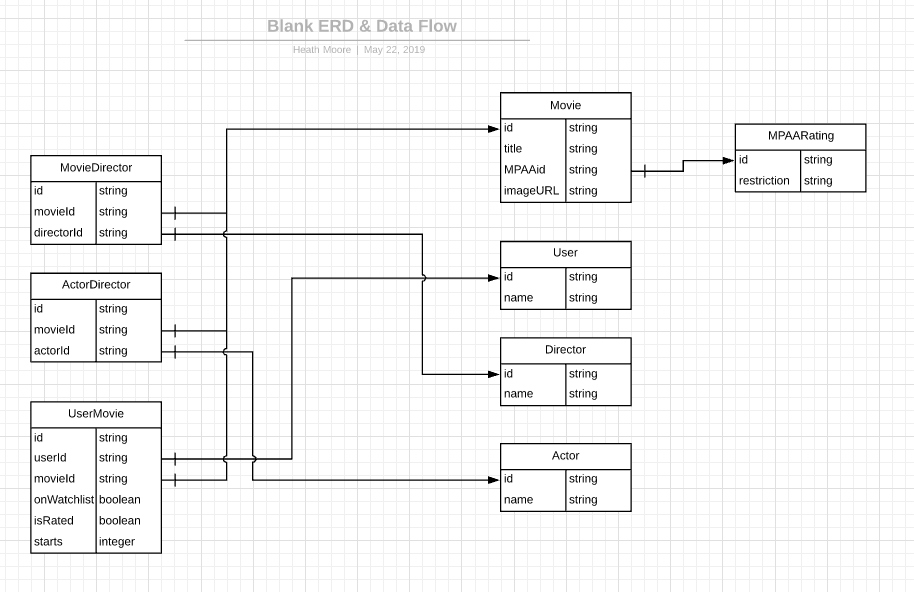 Blank ERD & Data Flow
Heath Moore | May 22, 2019
Movie
id string
title string
MPAAid string
imageURL string
MPAARating
id string
restriction string
MovieDirector
id string
movieId string
directorId string
User
id string
name string
ActorDirector
id string
movieId string
actorId string
Director
id string
name string
UserMovie
id string
userId string
movieId string
onWatchlist boolean
isRated boolean
starts integer
Actor
id string
name string